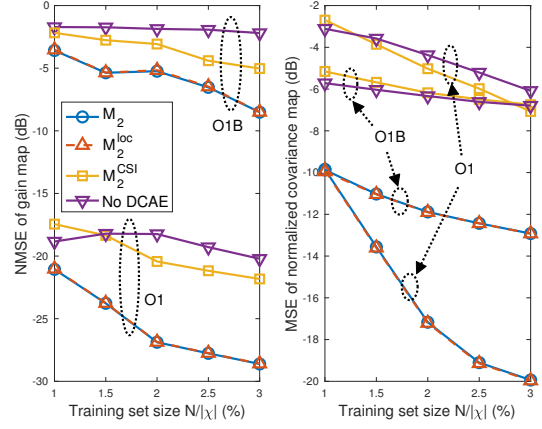 0
-5
-10
-15
-20
-25
-30
NMSE of gain map (dB)
1
1.5
2
2.5
3
Training set size N/|χ| (%)
O1B
O1
M₂
M₂ˡᵒᶜ
M₂ᶜˢᴵ
No DCAE
-2
-4
-6
-8
-10
-12
-14
-16
-18
-20
MSE of normalized covariance map (dB)
1
1.5
2
2.5
3
Training set size N/|χ| (%)
O1B
O1